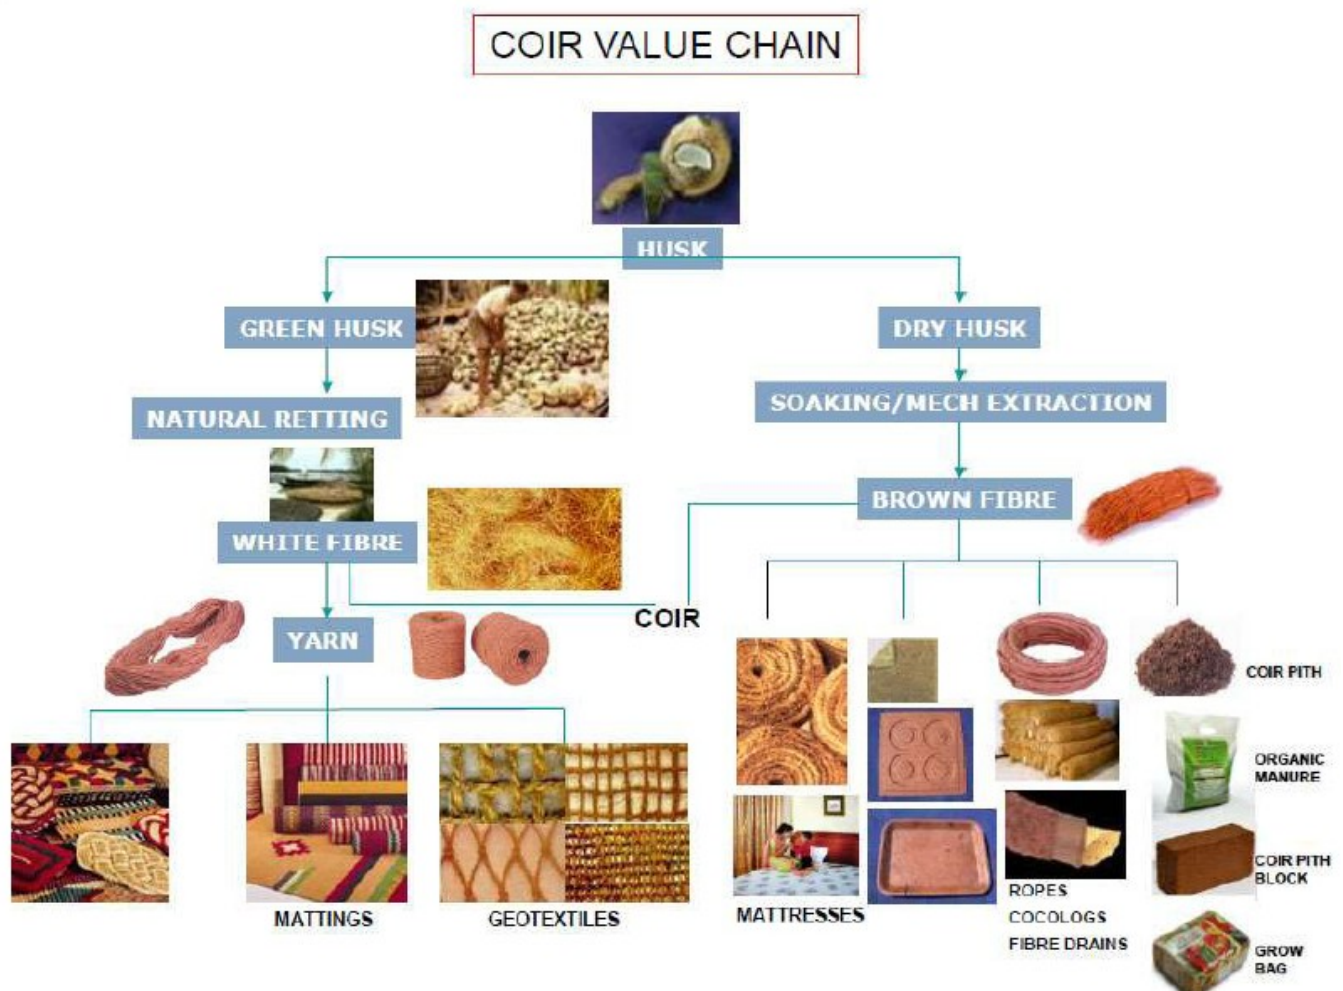 COIR VALUE CHAIN
HUSK
GREEN HUSK
DRY HUSK
NATURAL RETTING
SOAKING/MECH EXTRACTION
BROWN FIBRE
WHITE FIBRE
COIR
YARN
COIR PITH
ORGANIC
MANURE
COIR PITH
BLOCK
MATTINGS
GEOTEXTILES
MATTRESSES
ROPES
COCOLOGS
FIBRE DRAINS
GROW
BAG